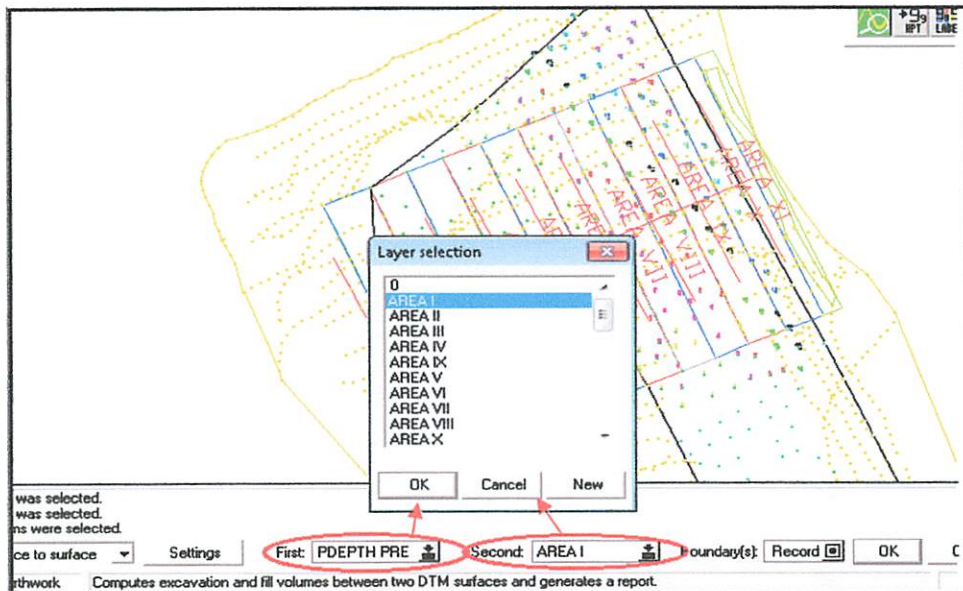 HPT
AREA XI
AREA X
AREA IX
AREA VIII
AREA VII
Layer selection
0
AREA I
AREA II
AREA III
AREA IV
AREA IX
AREA V
AREA VI
AREA VII
AREA VIII
AREA X
OK Cancel New
was selected.
was selected.
ms were selected.
ce to surface Settings First: PDEPTH PRE Second: AREA I oundary(s): Record OK C
rthwork Computes excavation and fill volumes between two DTM surfaces and generates a report.